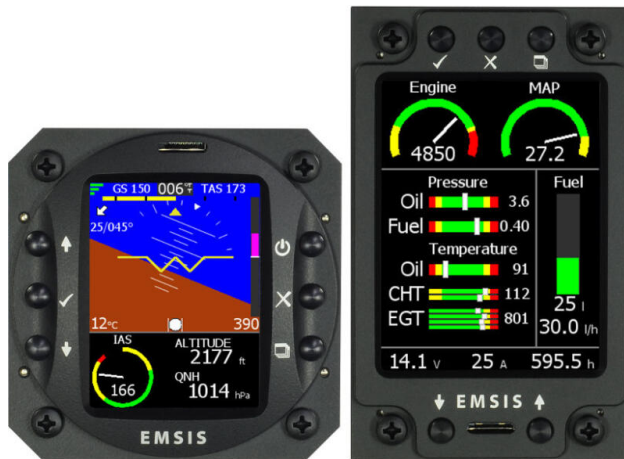 GS 150 006 TAS 173
25/045°
12°C 390
IAS
166
ALTITUDE
2177 ft
QNH
1014 hPa
EMSIS
Engine MAP
4850 27.2
Pressure
Oil 3.6
Fuel 0.40
Temperature
Oil 91
CHT 112
EGT 801
Fuel
25 l
30.0 l/h
14.1 V 25 A 595.5 h
EMSIS